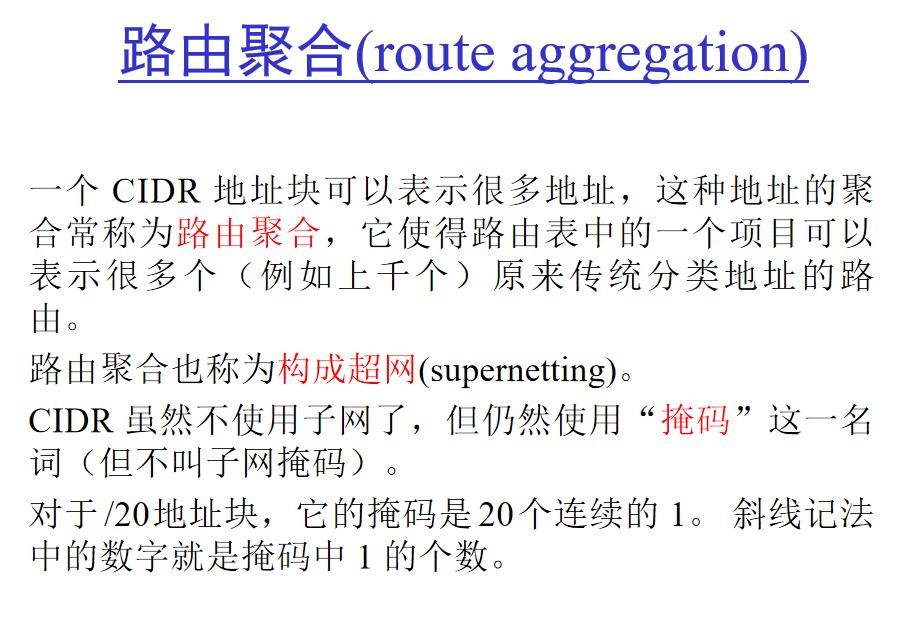 路由聚合(route aggregation)
一个 CIDR 地址块可以表示很多地址，这种地址的聚
合常称为路由聚合，它使得路由表中的一个项目可以
表示很多个（例如上千个）原来传统分类地址的路
由。
路由聚合也称为构成超网(supernetting)。
CIDR 虽然不使用子网了，但仍然使用“掩码”这一名
词（但不叫子网掩码）。
对于 /20地址块，它的掩码是20个连续的 1。 斜线记法
中的数字就是掩码中 1 的个数。